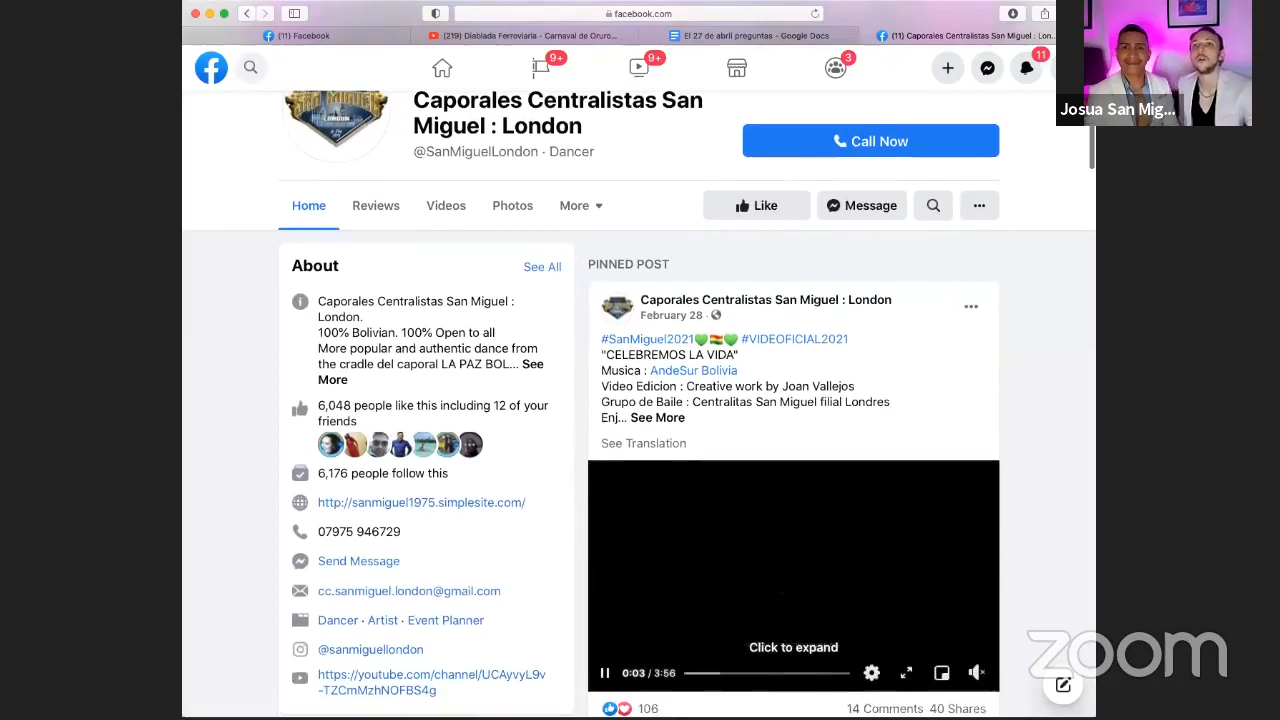 facebook.com
(11) Facebook
(219) Diablada Ferroviaria - Carnaval de Oruro...
El 27 de abril preguntas - Google Docs
(11) Caporales Centralistas San Miguel : Lon...
9+
9+
3
11
Josua San Mig...
SAN MIGUEL
LONDON
Caporales Centralistas San
Miguel : London
@SanMiguelLondon · Dancer
Call Now
Home
Reviews
Videos
Photos
More
Like
Message
About
See All
Caporales Centralistas San Miguel :
London.
100% Bolivian. 100% Open to all
More popular and authentic dance from
the cradle del caporal LA PAZ BOL... See
More
6,048 people like this including 12 of your
friends
6,176 people follow this
http://sanmiguel1975.simplesite.com/
07975 946729
Send Message
cc.sanmiguel.london@gmail.com
Dancer · Artist · Event Planner
@sanmiguellondon
https://youtube.com/channel/UCAyvyL9v
-TZCmMzhNOFBS4g
PINNED POST
Caporales Centralistas San Miguel : London
February 28 ·
#SanMiguel2021💚🇧🇴💚 #VIDEOFICIAL2021
"CELEBREMOS LA VIDA"
Musica : AndeSur Bolivia
Video Edicion : Creative work by Joan Vallejos
Grupo de Baile : Centralitas San Miguel filial Londres
Enj... See More
See Translation
Click to expand
0:03 / 3:56
106
14 Comments 40 Shares
zoom